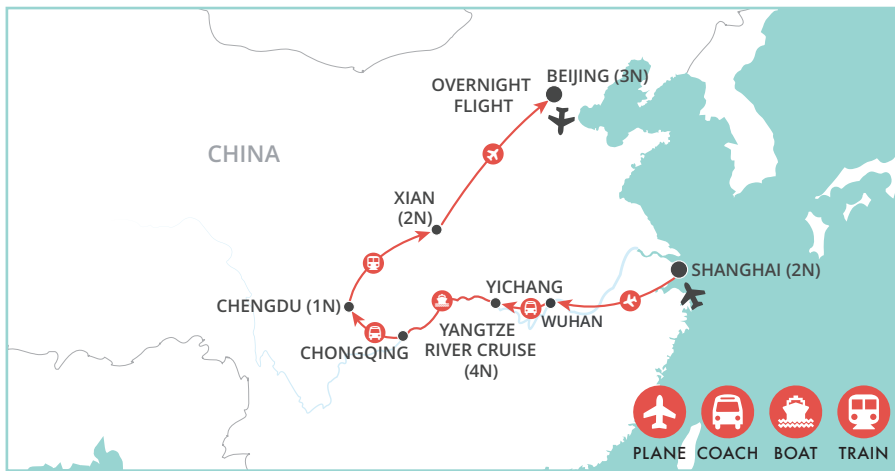 OVERNIGHT
FLIGHT
BEIJING (3N)
CHINA
XIAN
(2N)
SHANGHAI (2N)
YICHANG
WUHAN
CHENGDU (1N)
YANGTZE
RIVER CRUISE
(4N)
CHONGQING
PLANE
COACH
BOAT
TRAIN